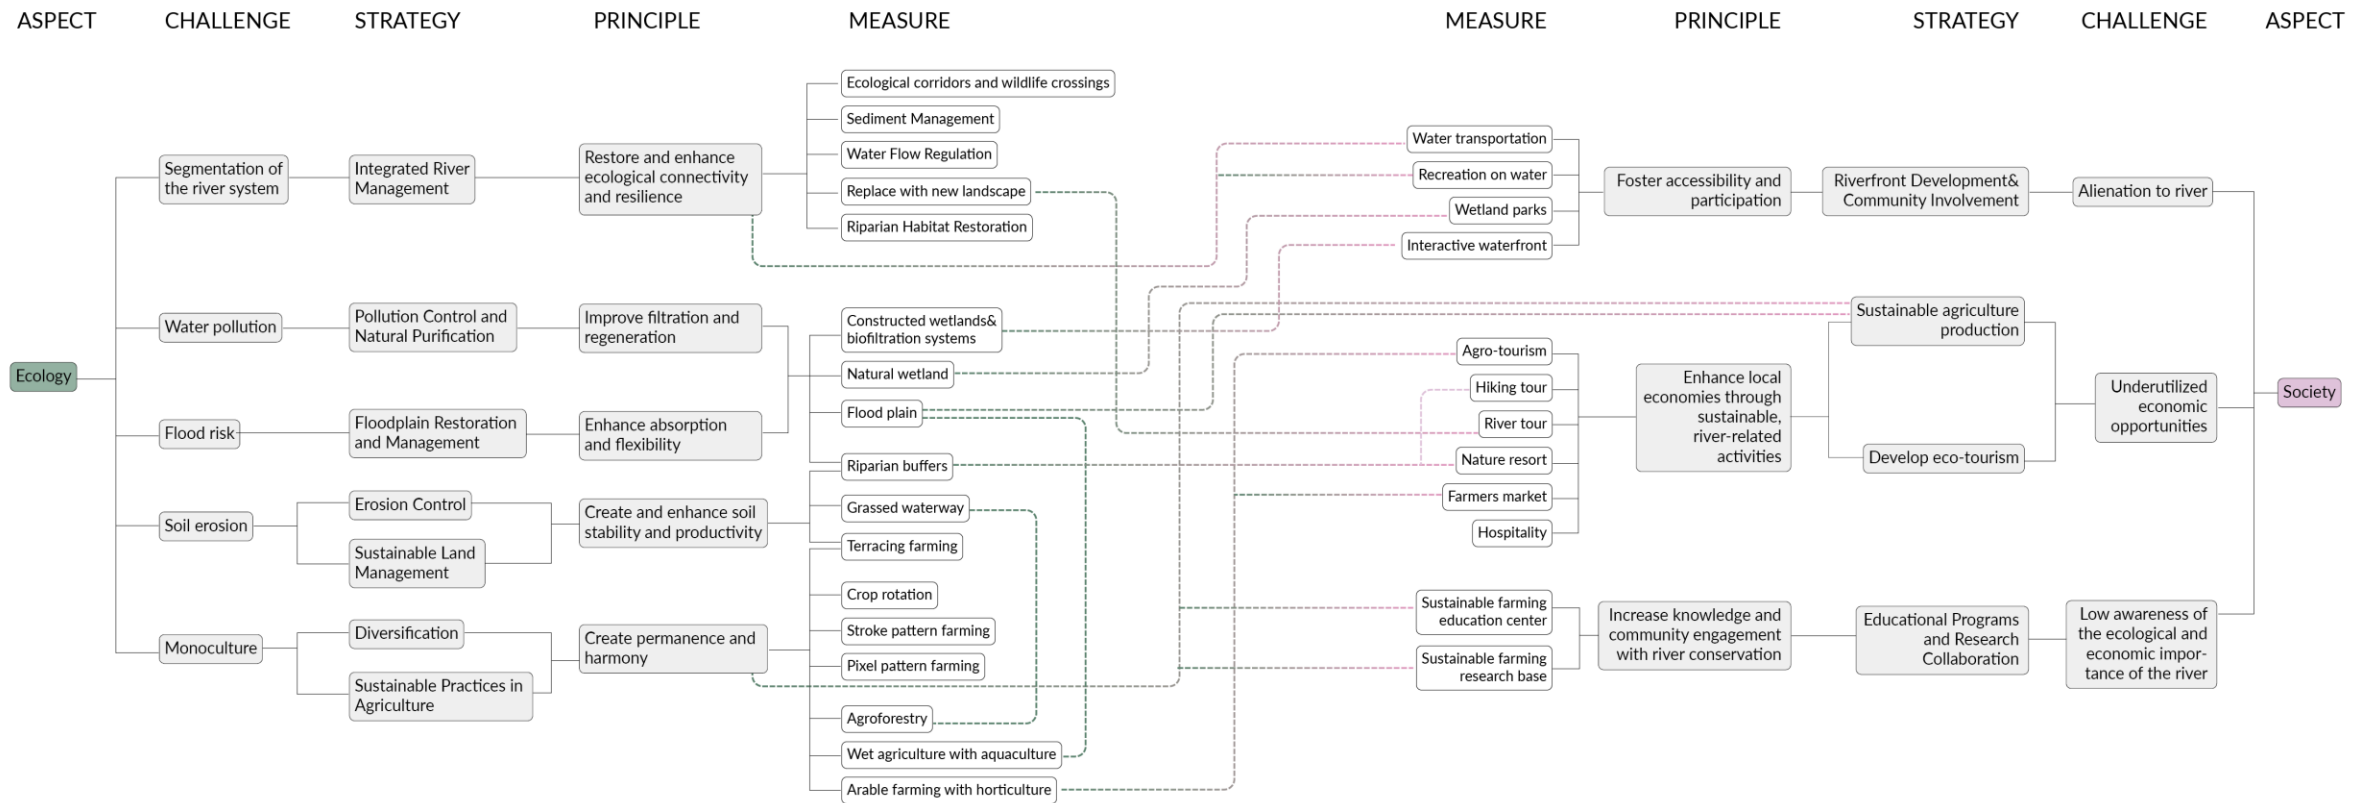 ASPECT
CHALLENGE
STRATEGY
PRINCIPLE
MEASURE
MEASURE
PRINCIPLE
STRATEGY
CHALLENGE
ASPECT
Ecology
Segmentation of
the river system
Integrated River
Management
Restore and enhance
ecological connectivity
and resilience
Ecological corridors and wildlife crossings
Sediment Management
Water Flow Regulation
Replace with new landscape
Riparian Habitat Restoration
Water pollution
Pollution Control and
Natural Purification
Improve filtration and
regeneration
Flood risk
Floodplain Restoration
and Management
Enhance absorption
and flexibility
Constructed wetlands&
biofiltration systems
Natural wetland
Flood plain
Riparian buffers
Soil erosion
Erosion Control
Sustainable Land
Management
Create and enhance soil
stability and productivity
Grassed waterway
Terracing farming
Monoculture
Diversification
Sustainable Practices in
Agriculture
Create permanence and
harmony
Crop rotation
Stroke pattern farming
Pixel pattern farming
Agroforestry
Wet agriculture with aquaculture
Arable farming with horticulture
Water transportation
Recreation on water
Wetland parks
Interactive waterfront
Foster accessibility and
participation
Riverfront Development&
Community Involvement
Alienation to river
Agro-tourism
Hiking tour
River tour
Nature resort
Farmers market
Hospitality
Enhance local
economies through
sustainable,
river-related
activities
Sustainable agriculture
production
Develop eco-tourism
Underutilized
economic
opportunities
Society
Sustainable farming
education center
Sustainable farming
research base
Increase knowledge and
community engagement
with river conservation
Educational Programs
and Research
Collaboration
Low awareness of
the ecological and
economic impor-
tance of the river